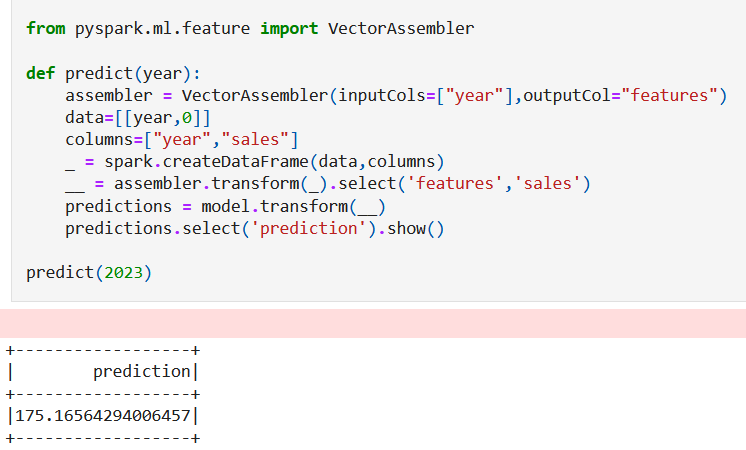 from pyspark.ml.feature import VectorAssembler
def predict(year):
    assembler = VectorAssembler(inputCols=["year"],outputCol="features")
    data=[[year,0]]
    columns=["year","sales"]
    _ = spark.createDataFrame(data,columns)
    __ = assembler.transform(_).select('features','sales')
    predictions = model.transform(__)
    predictions.select('prediction').show()
predict(2023)
+------------------+
|        prediction|
+------------------+
|175.16564294006457|
+------------------+